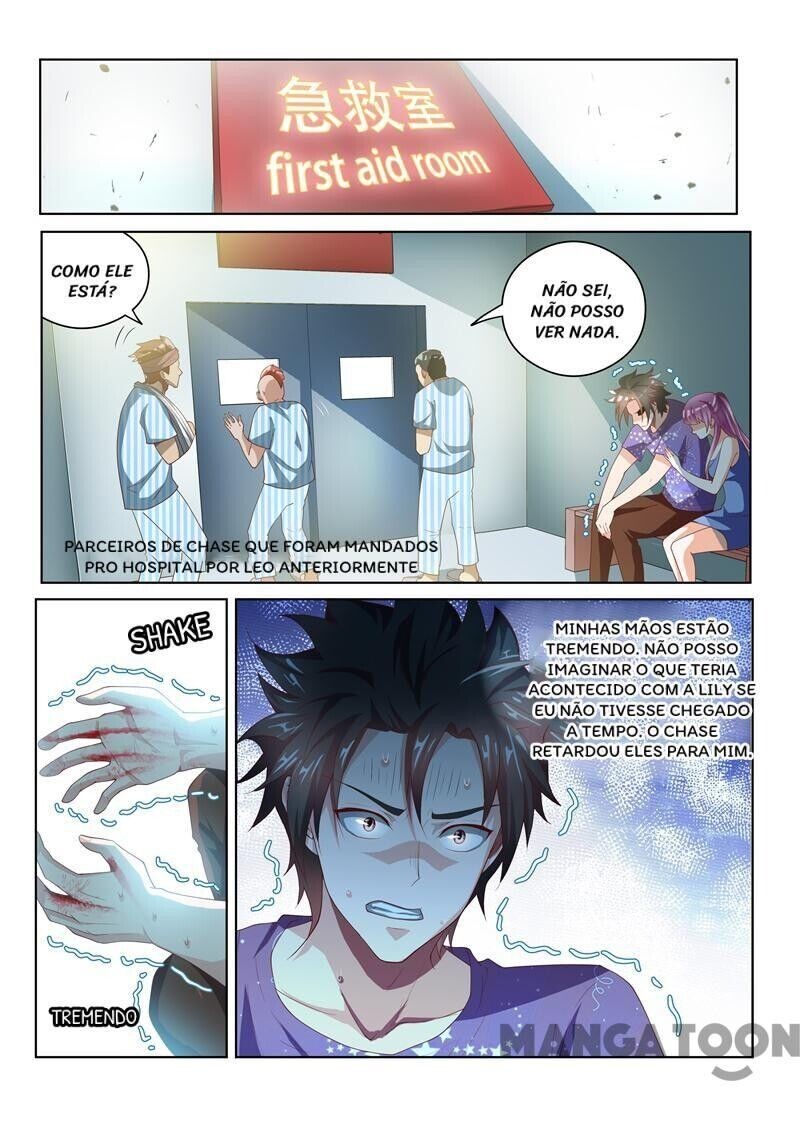 急救室
first aid room
COMO ELE
ESTÁ?
NÃO SEI,
NÃO POSSO
VER NADA.
PARCEIROS DE CHASE QUE FORAM MANDADOS
PRO HOSPITAL POR LEO ANTERIORMENTE
SHAKE
TREMENDO
MINHAS MÃOS ESTÃO
TREMENDO. NÃO POSSO
IMAGINAR O QUE TERIA
ACONTECIDO COM A LILY SE
EU NÃO TIVESSE CHEGADO
A TEMPO. O CHASE
RETARDOU ELES PARA MIM.
MANGATOON